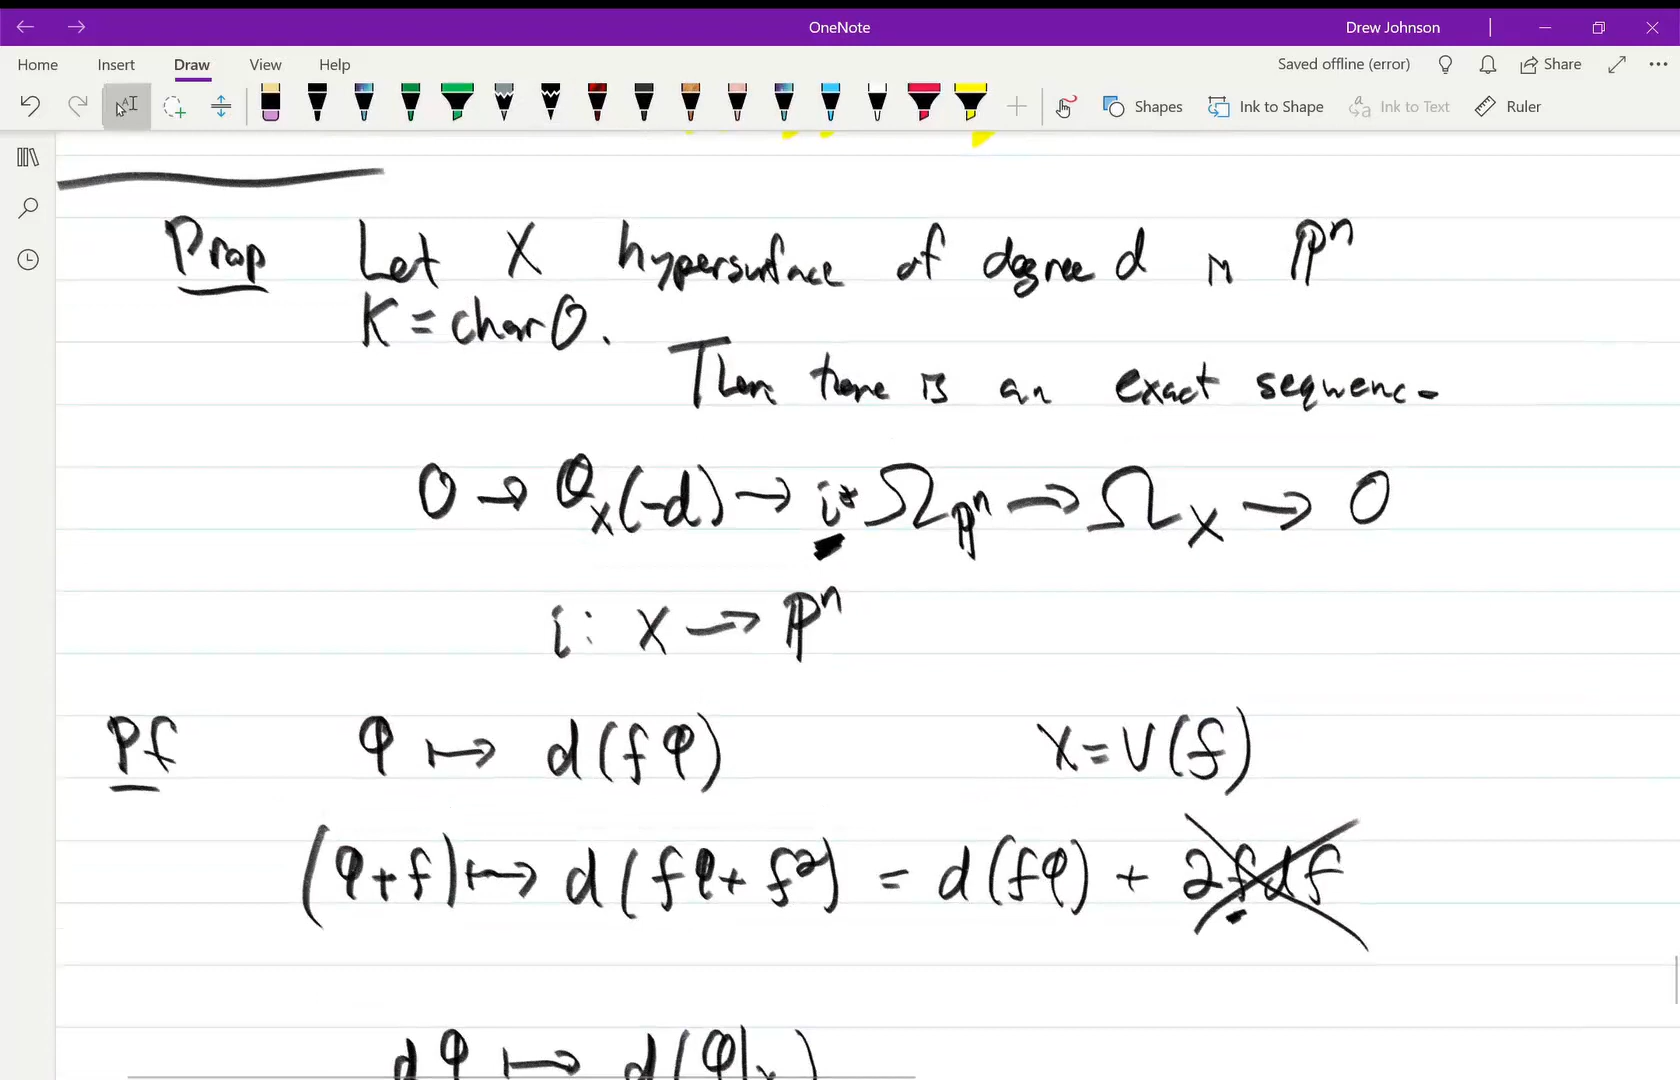 OneNote
Drew Johnson
Home Insert Draw View Help
Saved offline (error) Share
Shapes Ink to Shape Ink to Text Ruler
Prop Let X hypersurface of degree d in ℙⁿ
K = char 0.
Then there is an exact sequence
0 → 𝒪_X(-d) → i* Ω_ℙⁿ → Ω_X → 0
i: X → ℙⁿ
Pf φ ↦ d(fφ) X = V(f)
(φ+f) ↦ d(fφ + f²) = d(fφ) + 2fdf
dφ ↦ d(φ|_X)